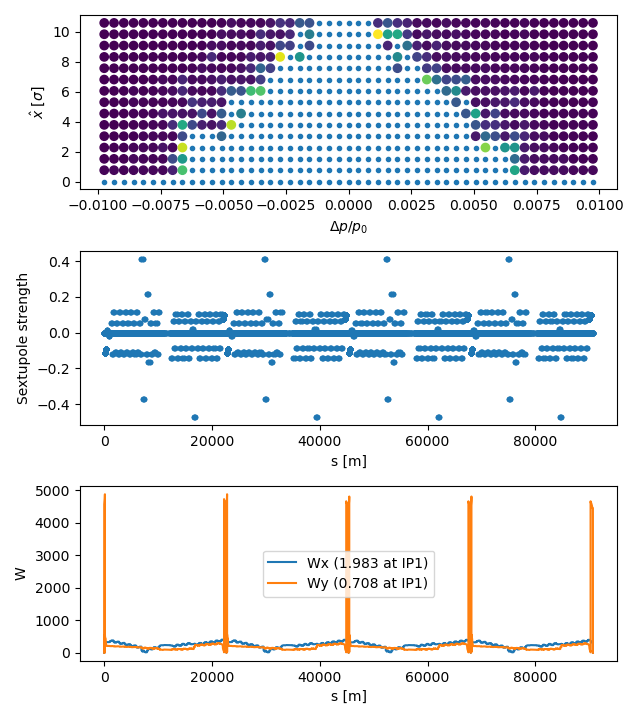 10
8
6
4
2
0
x̂ [σ]
−0.0100 −0.0075 −0.0050 −0.0025 0.0000 0.0025 0.0050 0.0075 0.0100
Δp/p₀
0.4
0.2
0.0
−0.2
−0.4
Sextupole strength
0 20000 40000 60000 80000
s [m]
5000
4000
3000
2000
1000
0
W
Wx (1.983 at IP1)
Wy (0.708 at IP1)
0 20000 40000 60000 80000
s [m]